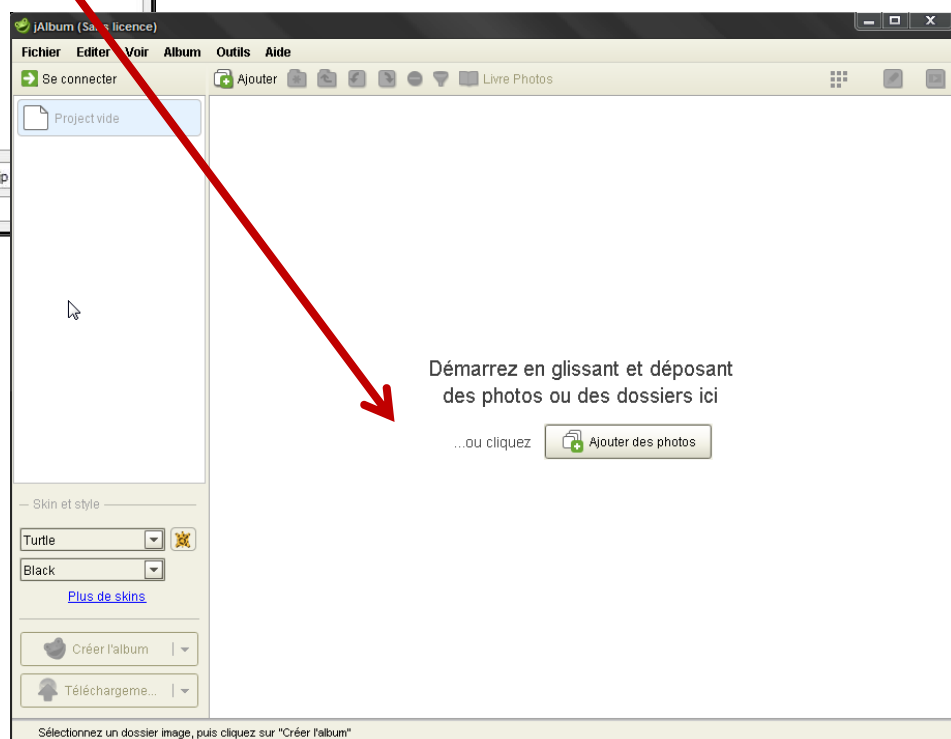 jAlbum (Sans licence)
Fichier Editer Voir Album Outils Aide
Se connecter
Ajouter
Livre Photos
Project vide
ip
Démarrez en glissant et déposant
des photos ou des dossiers ici
...ou cliquez
Ajouter des photos
Skin et style
Turtle
Black
Plus de skins
Créer l'album
Téléchargeme...
Sélectionnez un dossier image, puis cliquez sur "Créer l'album"